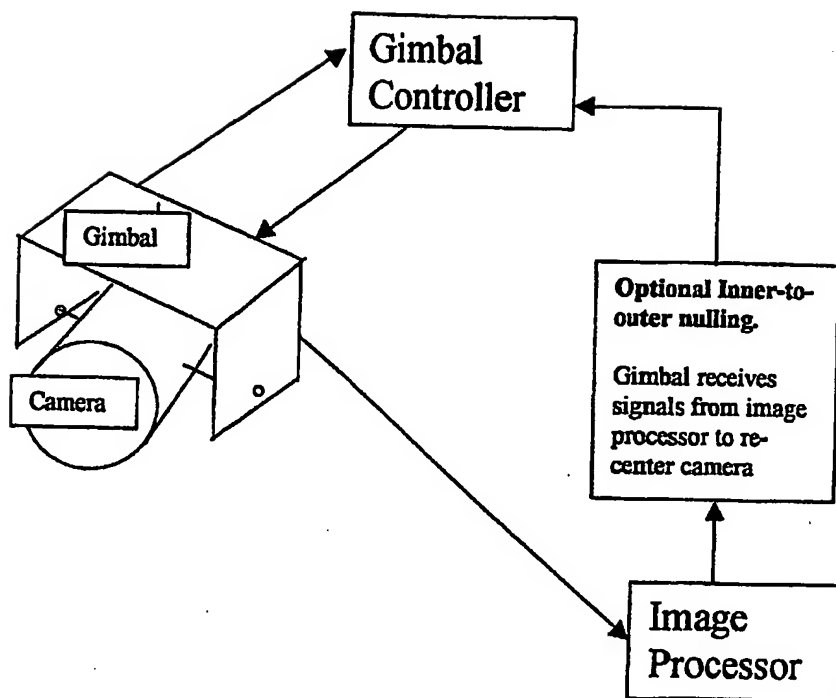 Gimbal
Controller
Gimbal
Camera
Optional Inner-to-
outer nulling.
Gimbal receives
signals from image
processor to re-
center camera
Image
Processor